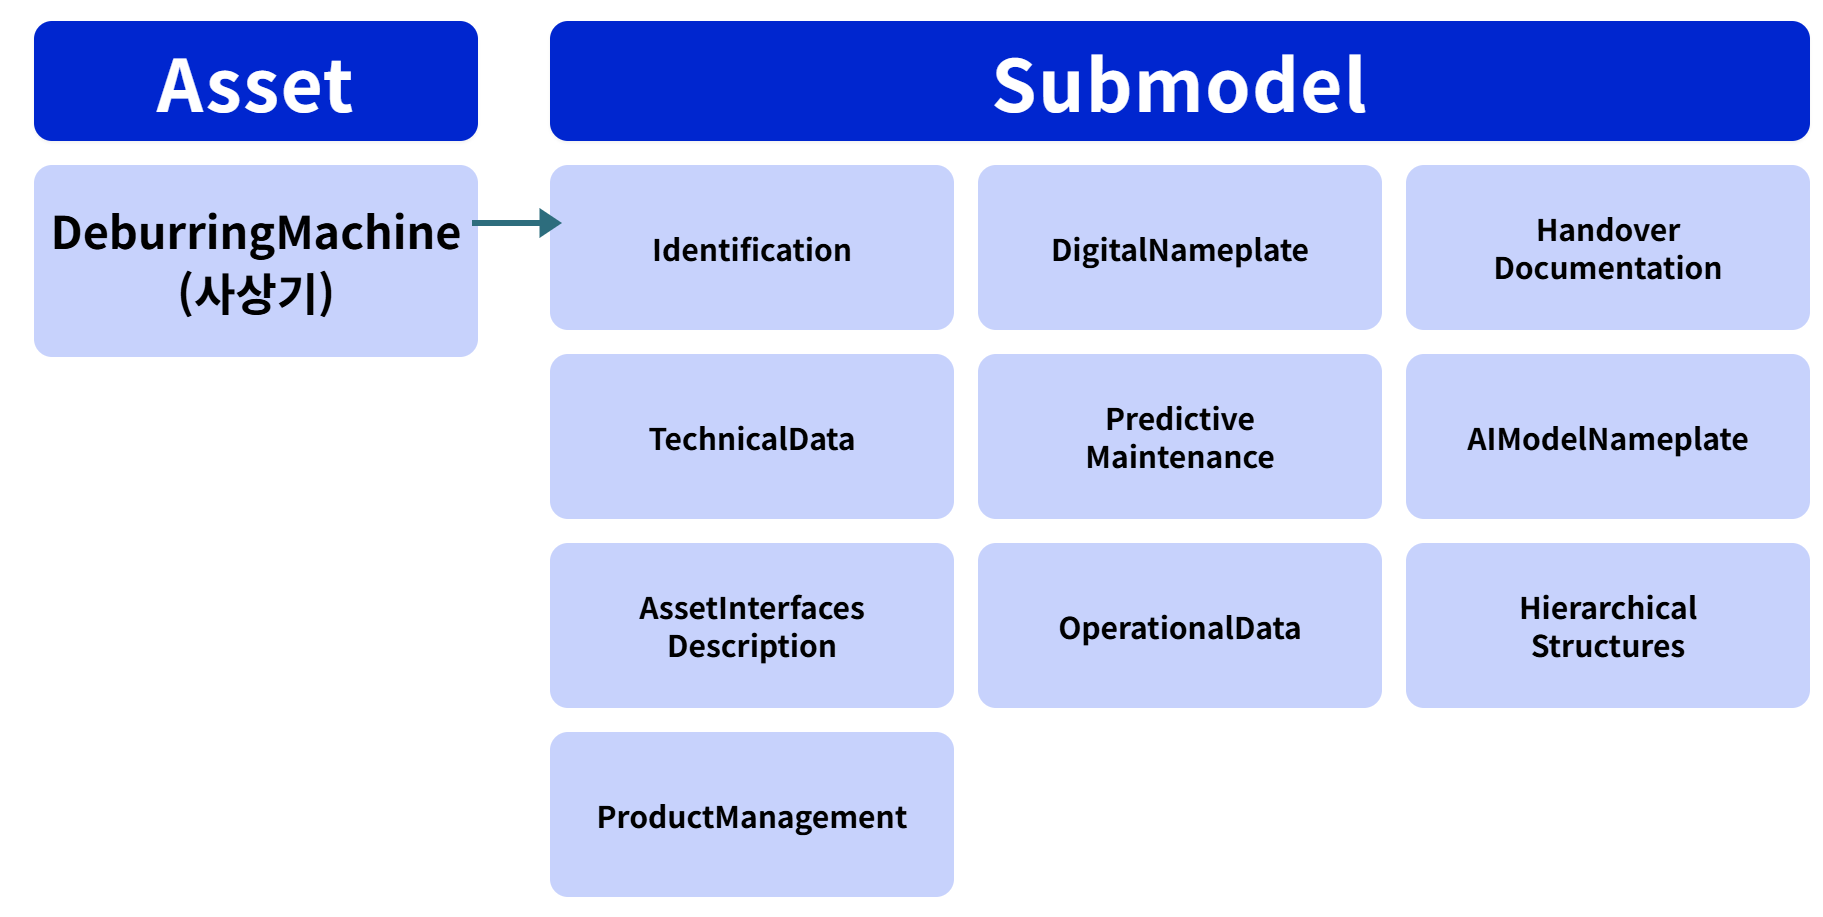 Asset
Submodel
DeburringMachine
(사상기)
Identification
DigitalNameplate
Handover
Documentation
TechnicalData
Predictive
Maintenance
AIModelNameplate
AssetInterfaces
Description
OperationalData
Hierarchical
Structures
ProductManagement